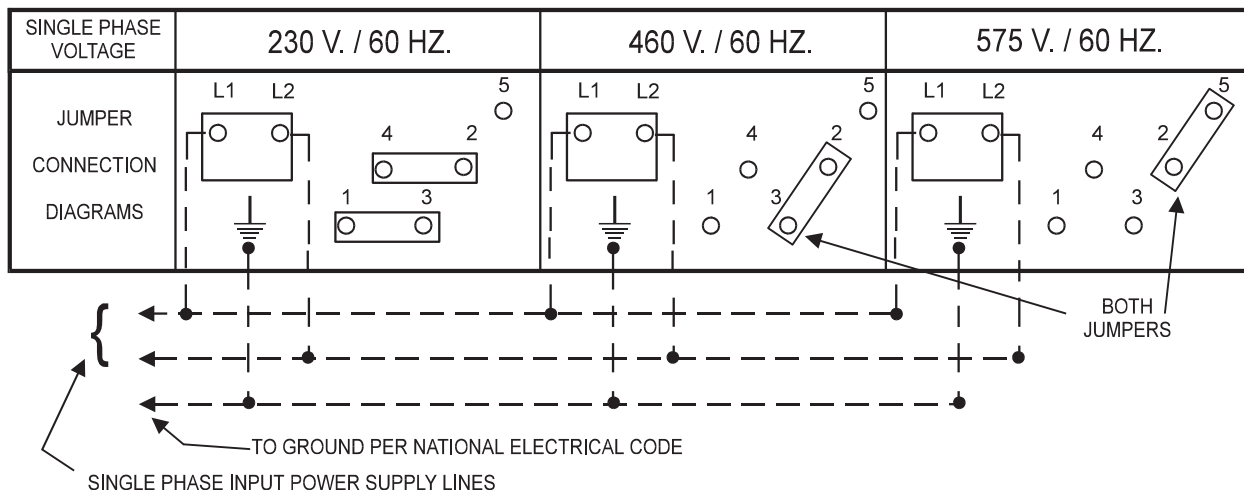 SINGLE PHASE
VOLTAGE
230 V. / 60 HZ.
460 V. / 60 HZ.
575 V. / 60 HZ.
JUMPER
CONNECTION
DIAGRAMS
L1 L2
5
4 2
1 3
L1 L2
5
4 2
1 3
L1 L2
5
4 2
1 3
BOTH
JUMPERS
TO GROUND PER NATIONAL ELECTRICAL CODE
SINGLE PHASE INPUT POWER SUPPLY LINES